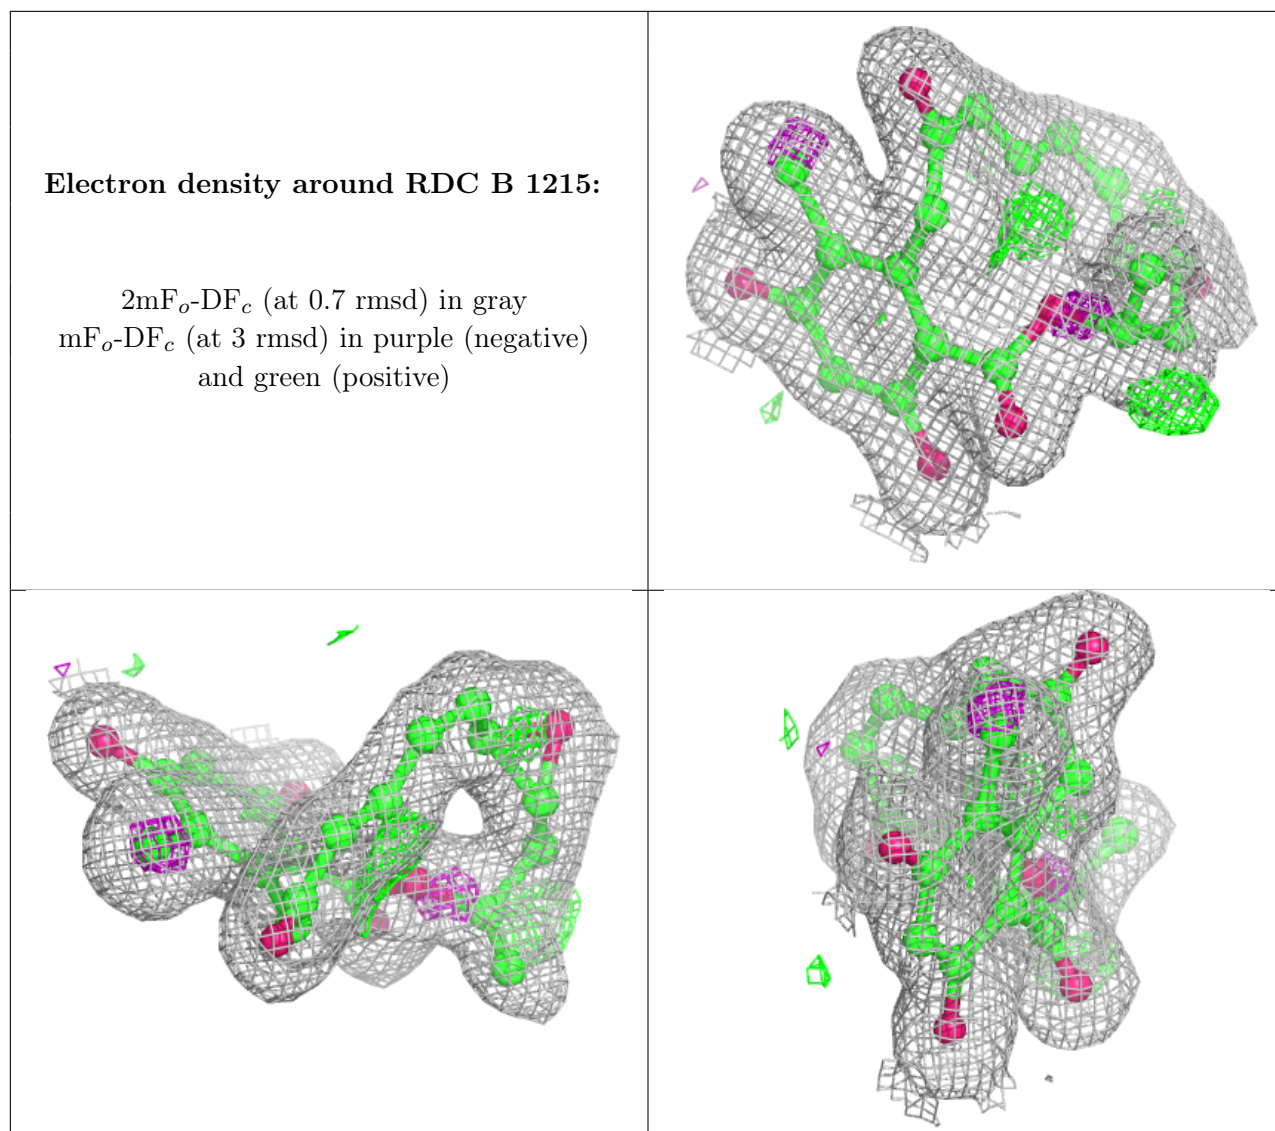 Electron density around RDC B 1215:
2mFo-DFc (at 0.7 rmsd) in gray
mFo-DFc (at 3 rmsd) in purple (negative)
and green (positive)